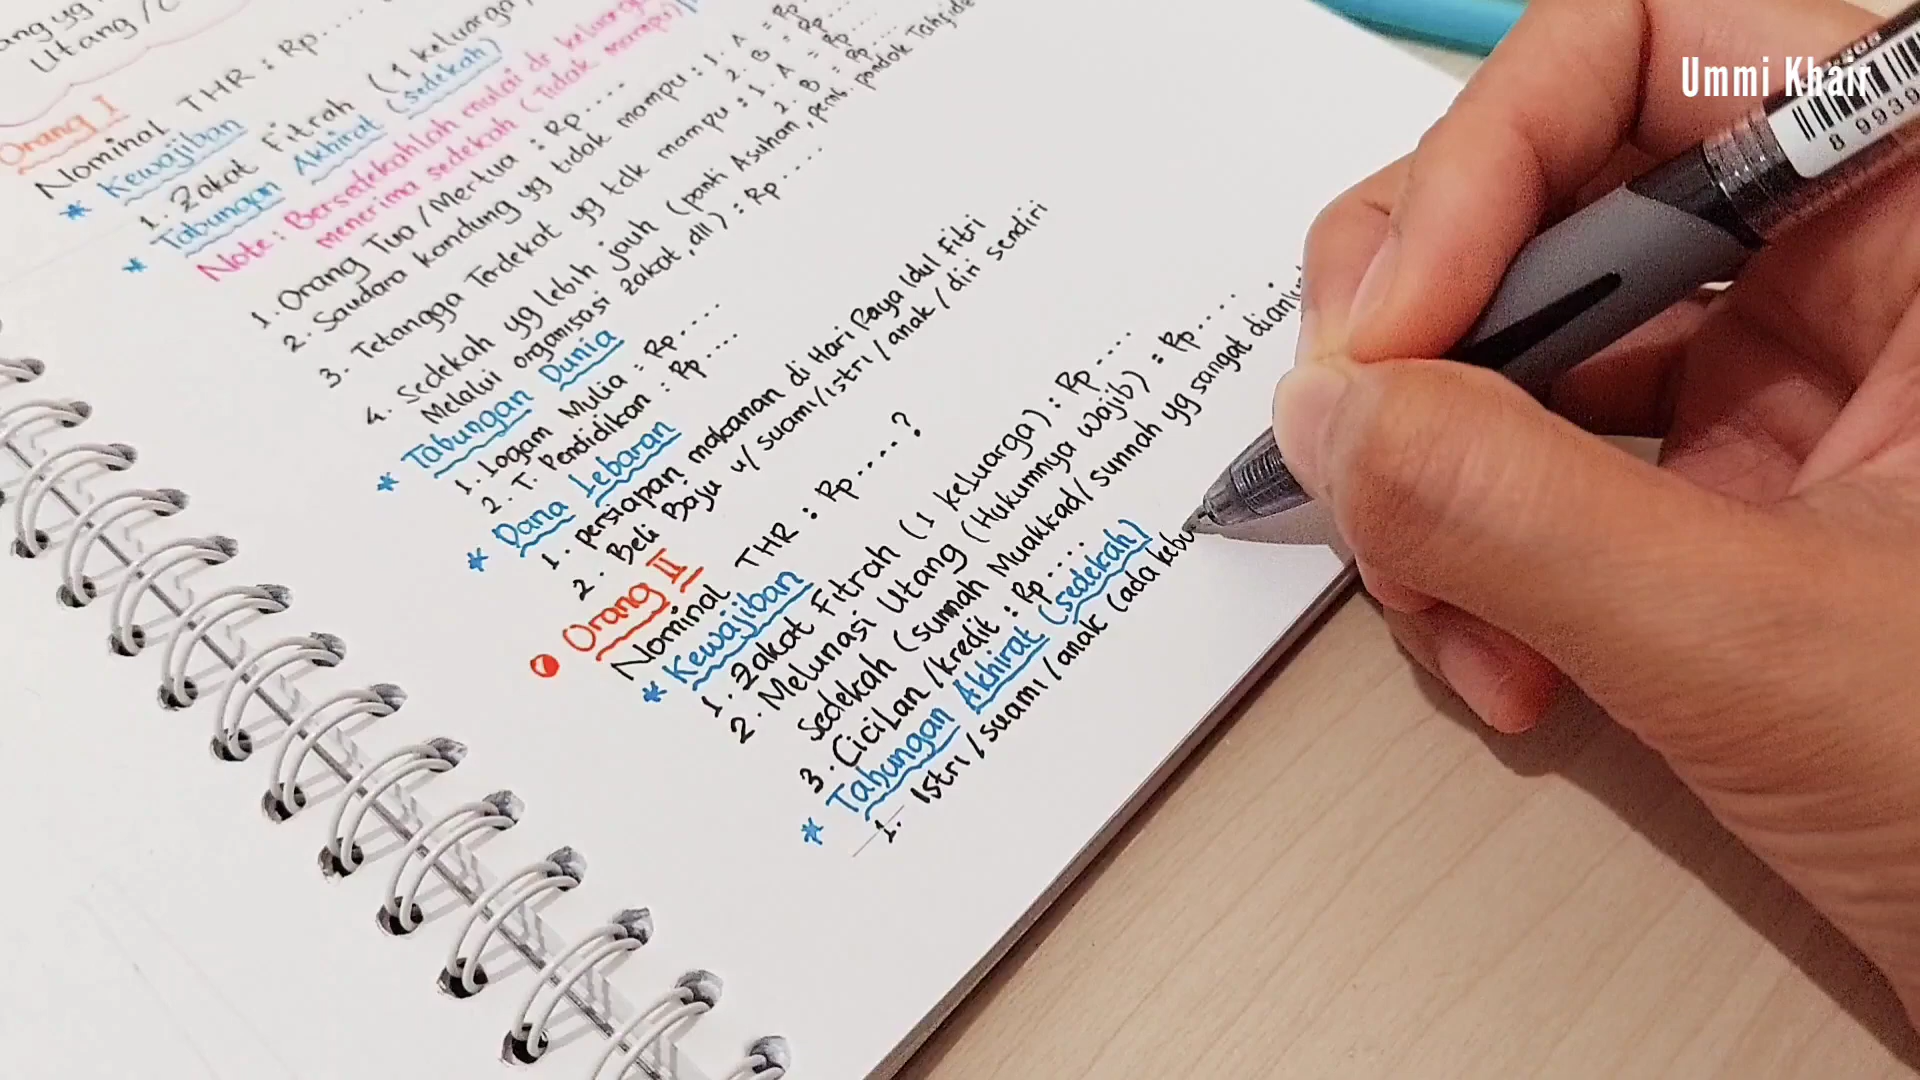 Utang /
Orang I
Nominal THR : Rp....
* Kewajiban
1. Zakat Fitrah (1 keluarga)
* Tabungan Akhirat (sedekah)
Note : Bersedekahlah mulai dr keluarga
menerima sedekah (Tidak mampu)
1. Orang Tua / Mertua : Rp....
2. Saudara kandung yg tidak mampu : 1. A = Rp...
2. B = Rp....
3. Tetangga Terdekat yg tdk mampu : 1. A = Rp....
2. B = Rp....
4. Sedekah yg lebih jauh (panti Asuhan, pemb. pondok Tahfidz
Melalui organisasi zakat, dll) : Rp....
* Tabungan Dunia
1. Logam Mulia : Rp....
2. T. Pendidikan : Rp....
* Dana Lebaran
1. persiapan makanan di Hari Raya Idul Fitri
2. Beli Baju u/ suami/istri/anak/diri sendiri
Orang II
Nominal THR : Rp....?
* Kewajiban
1. Zakat Fitrah (1 keluarga) : Rp....
2. Melunasi Utang (Hukumnya wajib) : Rp....
Sedekah (sunnah Muakkad/sunnah yg sangat
3. Cicilan/kredit : Rp....
* Tabungan Akhirat (sedekah)
1. Istri/suami/anak (ada
Ummi Khair
8 9939